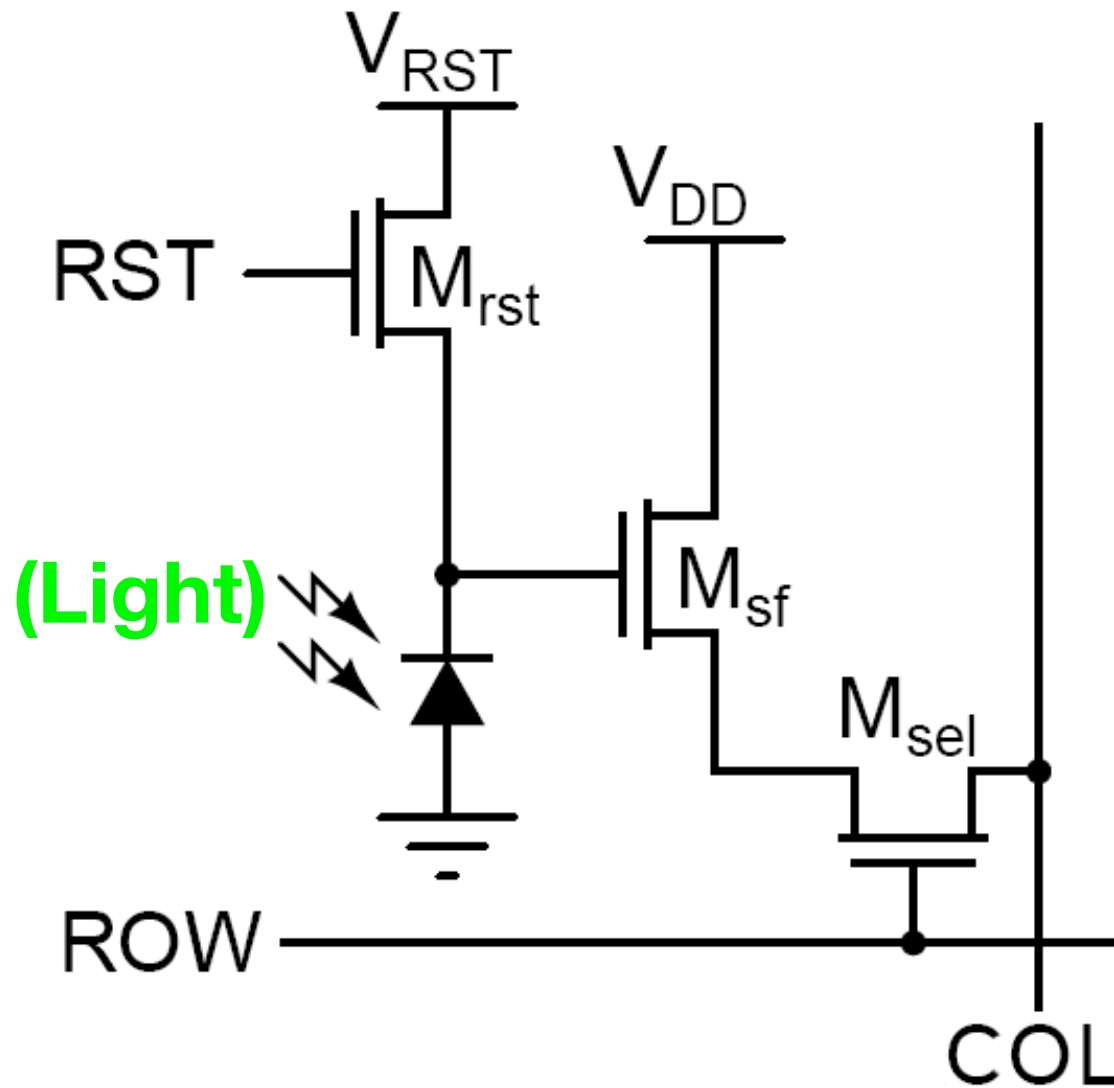 V_RST
V_DD
RST
M_rst
(Light)
M_sf
M_sel
ROW
COL